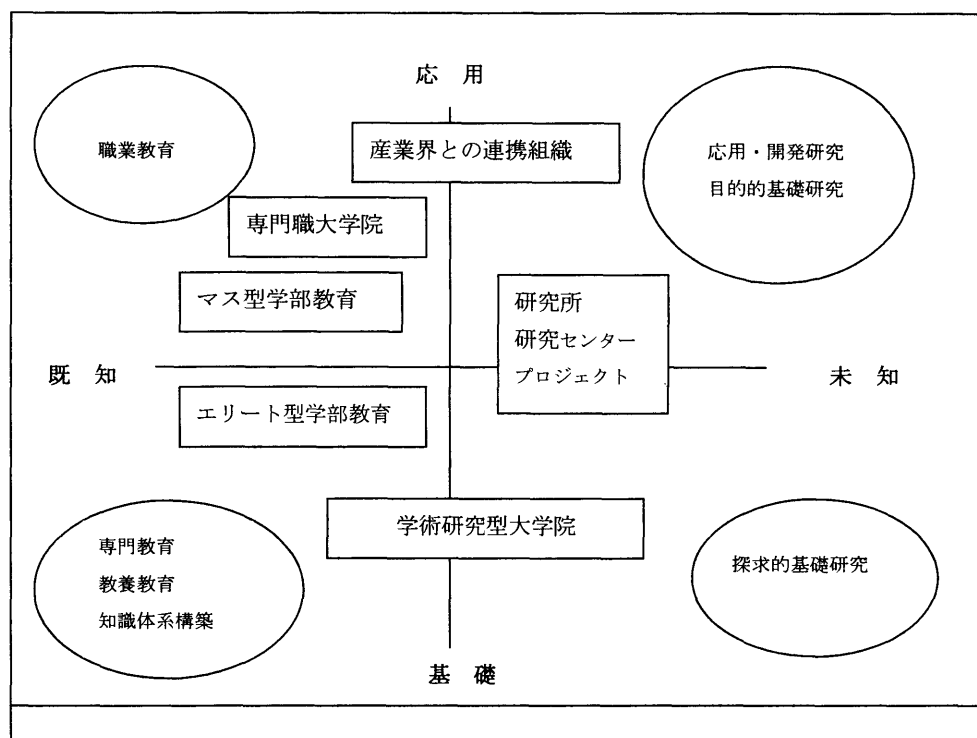 応 用
職業教育
産業界との連携組織
応用・開発研究
目的的基礎研究
専門職大学院
マス型学部教育
研究所
研究センター
プロジェクト
既 知
未 知
エリート型学部教育
学術研究型大学院
専門教育
教養教育
知識体系構築
探求的基礎研究
基 礎